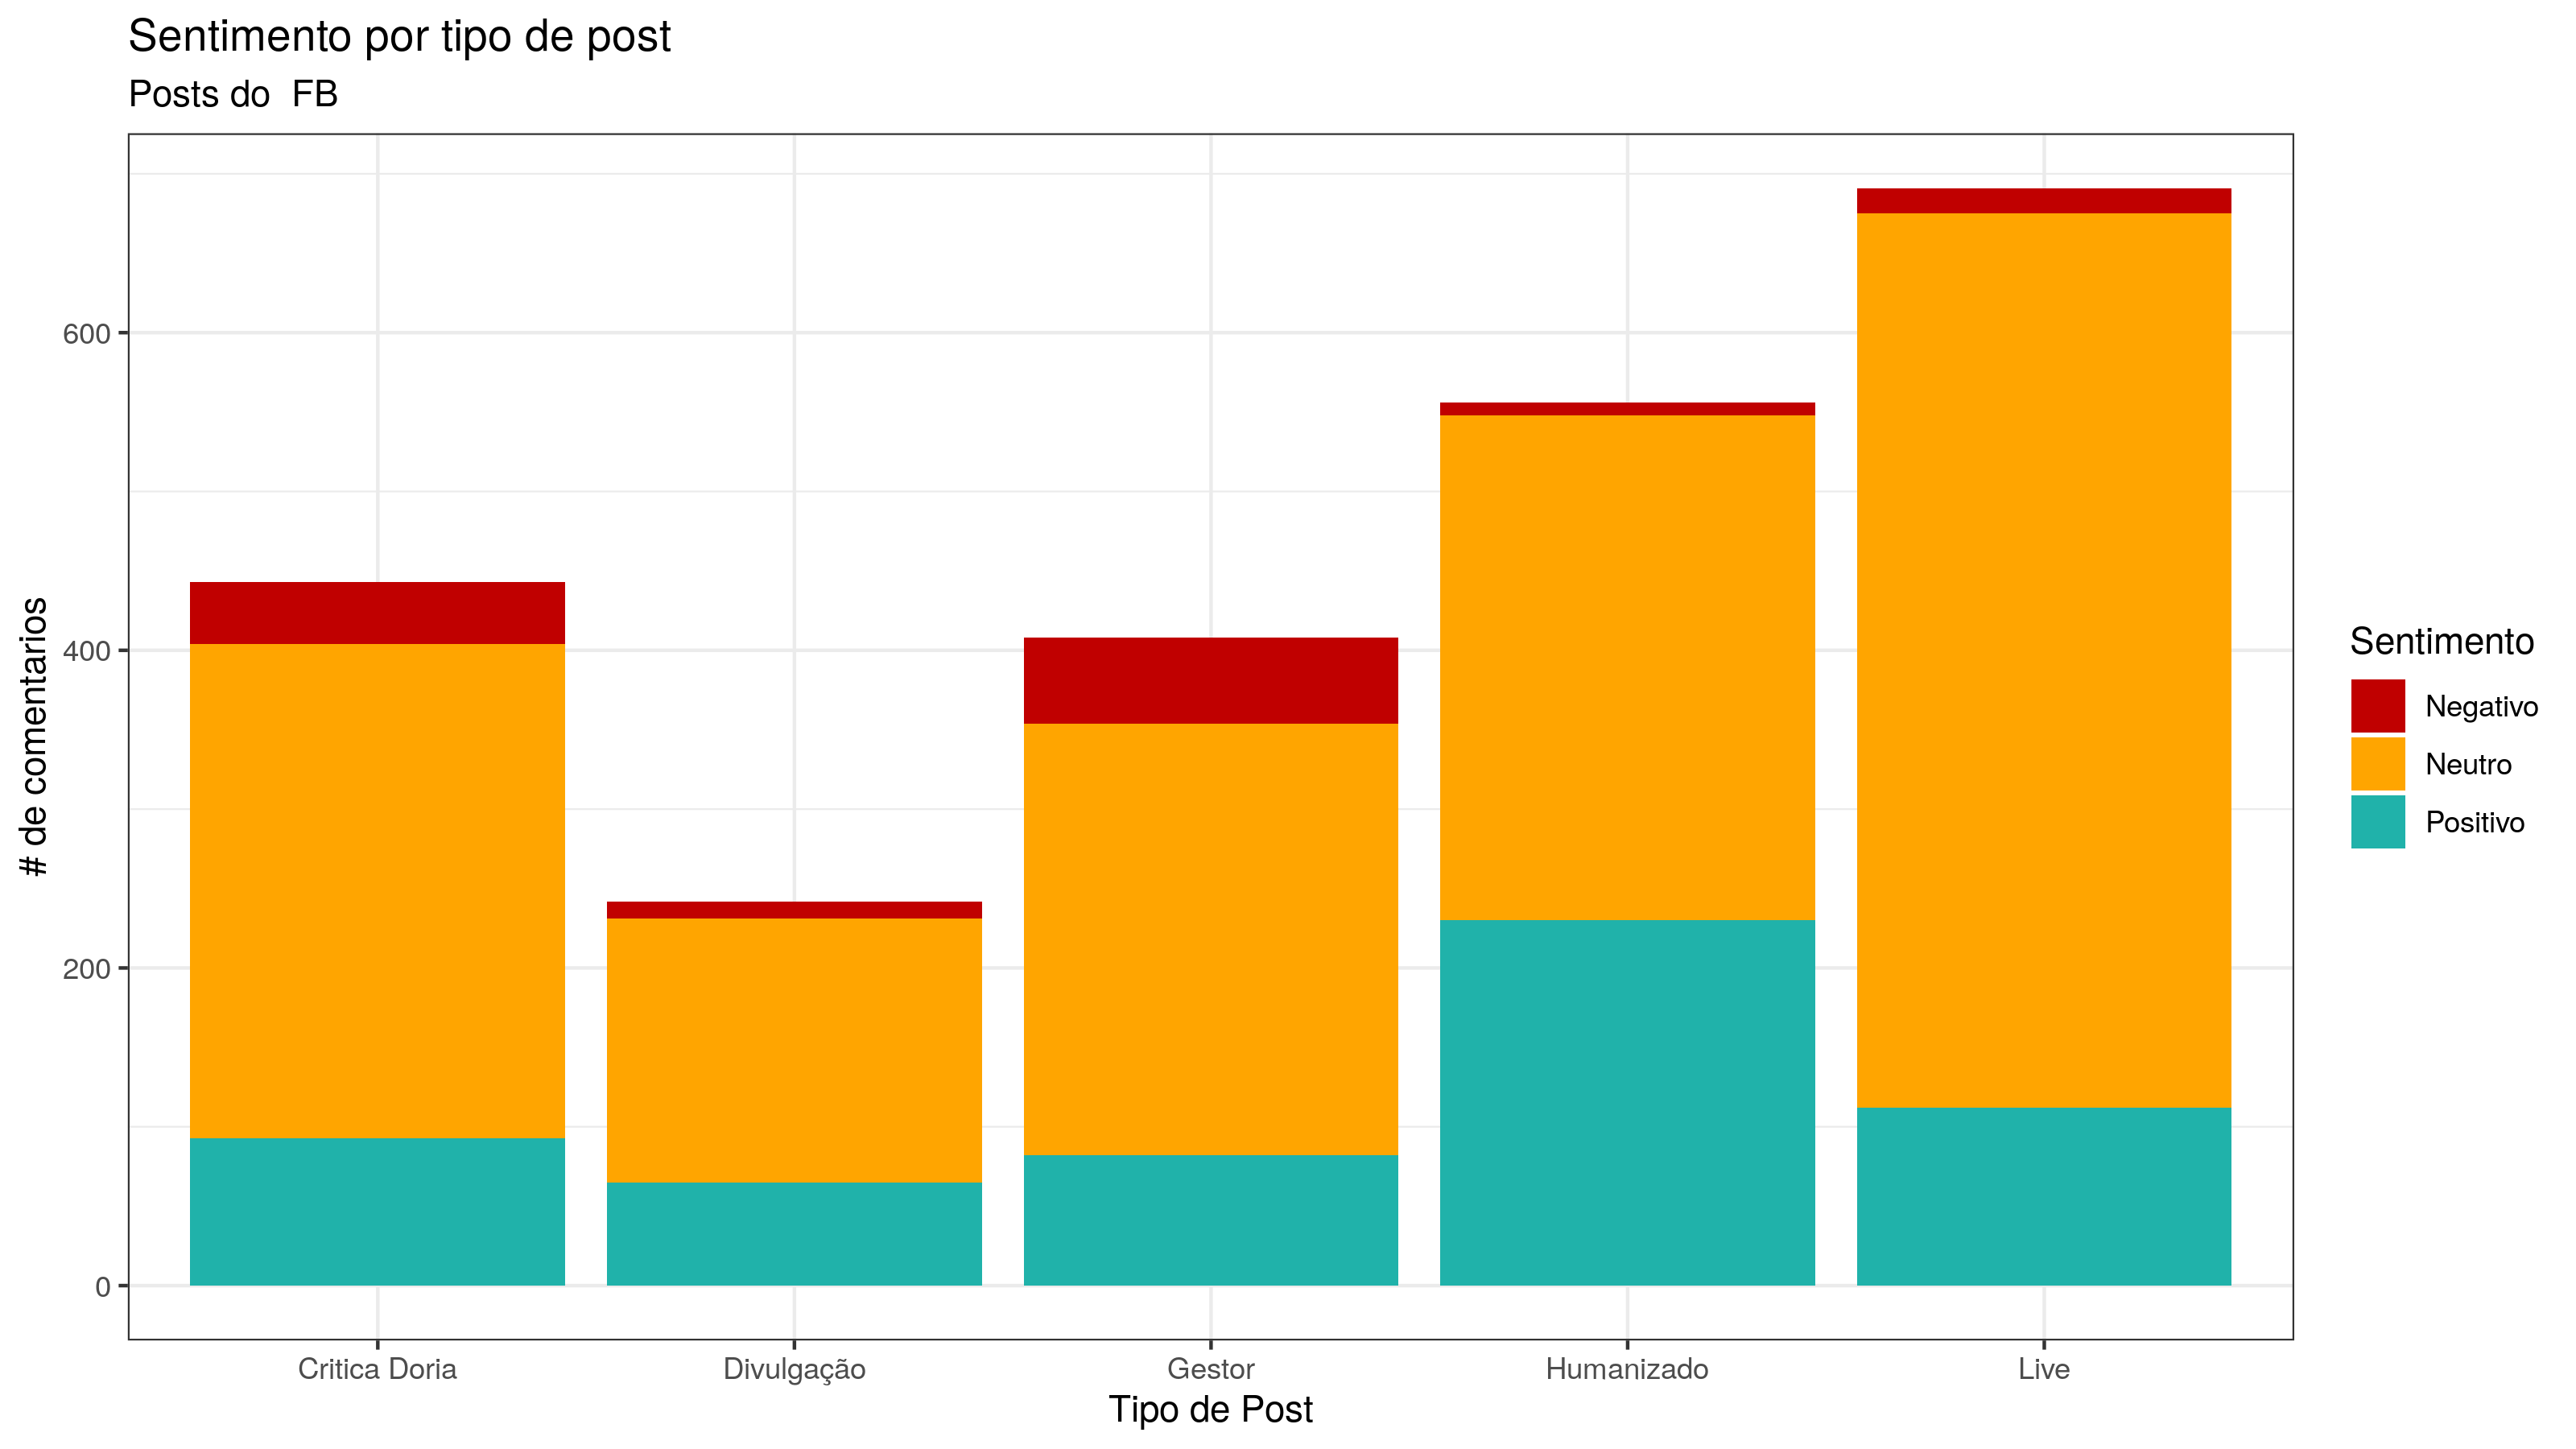 Sentimento por tipo de post
Posts do  FB
# de comentarios
600
400
200
0
Critica Doria
Divulgação
Gestor
Humanizado
Live
Tipo de Post
Sentimento
Negativo
Neutro
Positivo